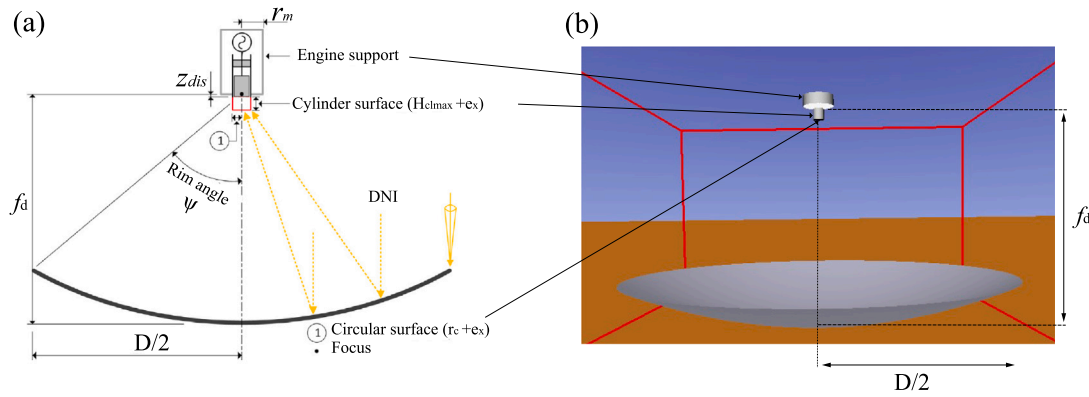 (a)
r_m
Engine support
z_dis
Cylinder surface (H_clmax +e_x)
1
Rim angle
ψ
DNI
f_d
1 Circular surface (r_c +e_x)
Focus
D/2
(b)
f_d
D/2